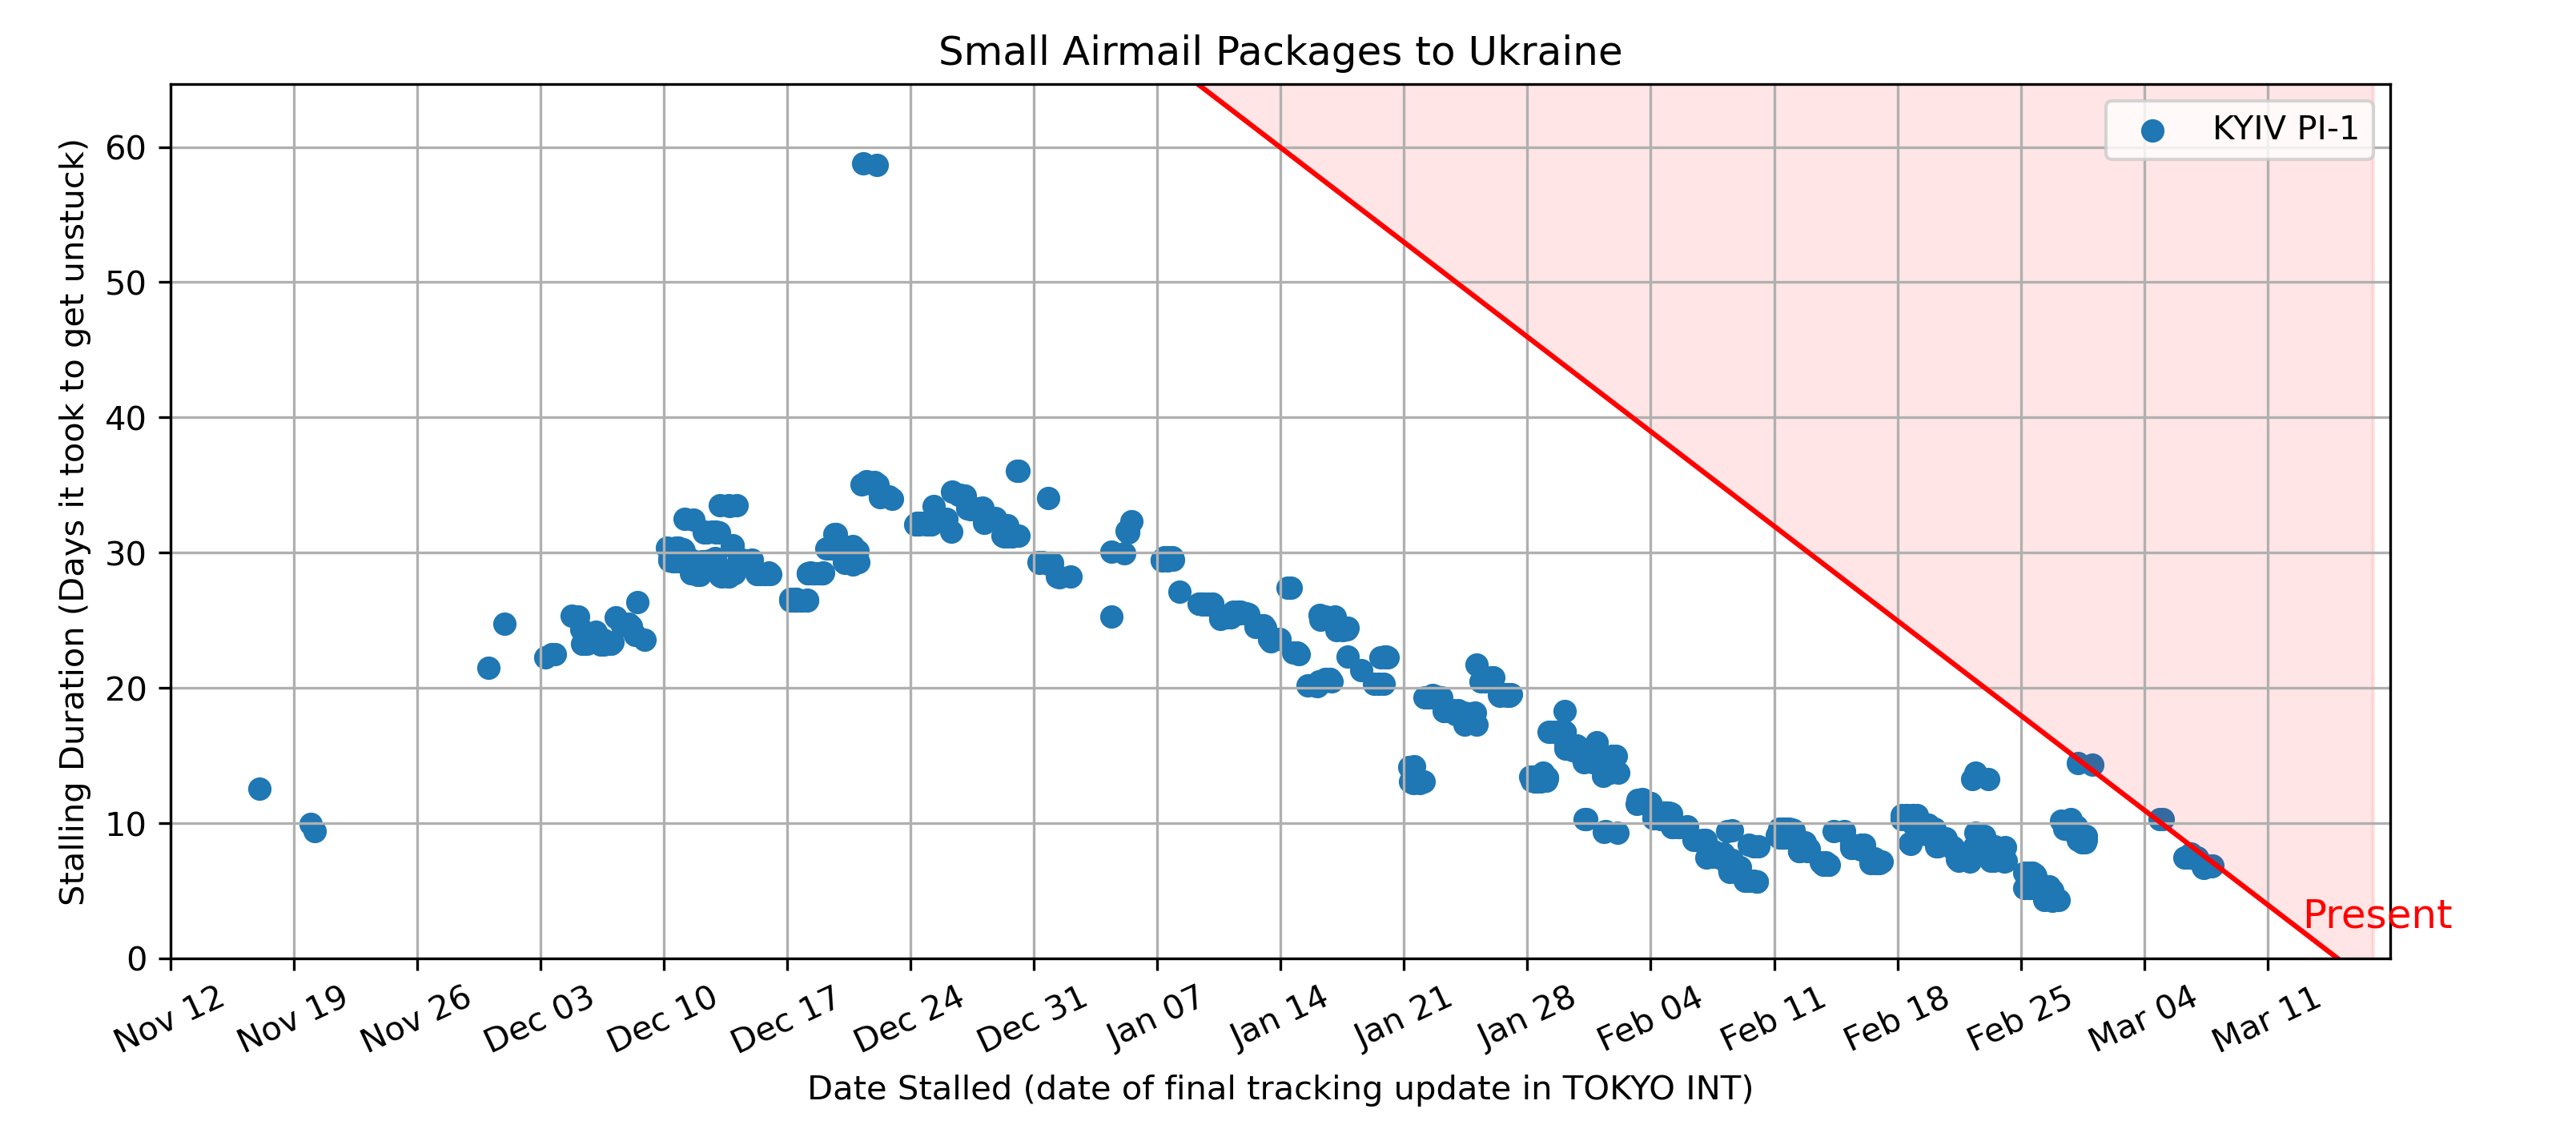 Small Airmail Packages to Ukraine
KYIV PI-1
Stalling Duration (Days it took to get unstuck)
60
50
40
30
20
10
0
Present
Nov 12
Nov 19
Nov 26
Dec 03
Dec 10
Dec 17
Dec 24
Dec 31
Jan 07
Jan 14
Jan 21
Jan 28
Feb 04
Feb 11
Feb 18
Feb 25
Mar 04
Mar 11
Date Stalled (date of final tracking update in TOKYO INT)